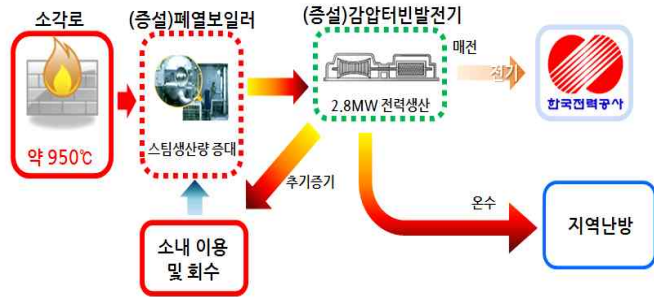 소각로
(증설)폐열보일러
(증설)감압터빈발전기
매전
전기
한국전력공사
2.8MW 전력생산
스팀생산량 증대
약 950℃
추기증기
온수
소내 이용
및 회수
지역난방